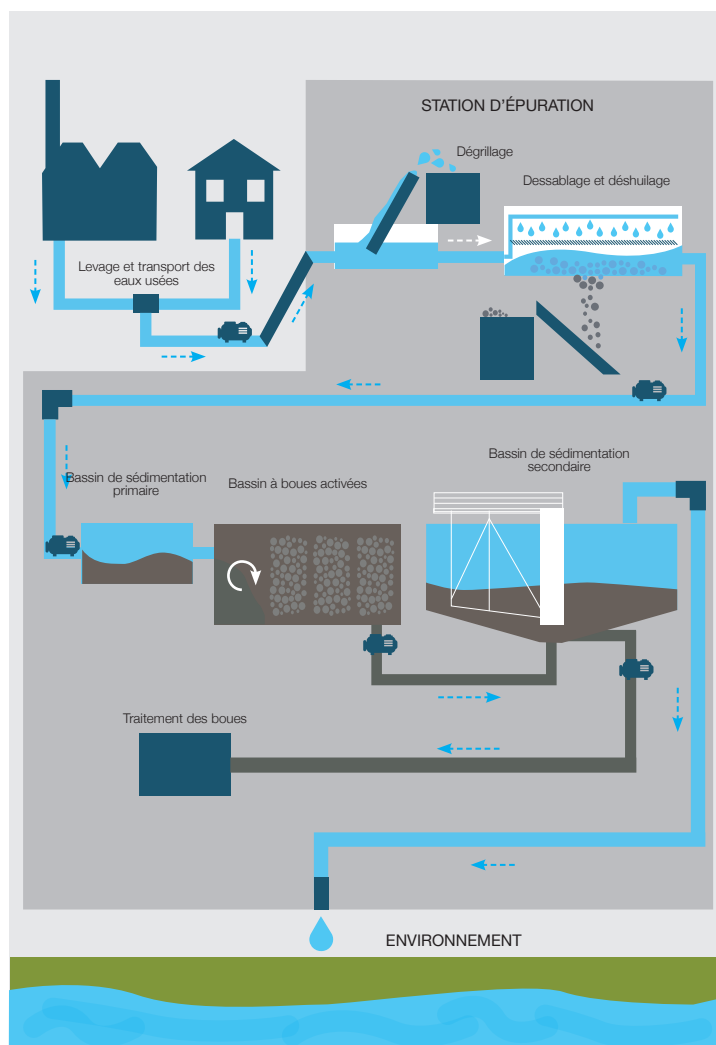 STATION D'ÉPURATION
Dégrillage
Dessablage et déshuilage
Levage et transport des
eaux usées
Bassin de sédimentation
primaire
Bassin à boues activées
Bassin de sédimentation
secondaire
Traitement des boues
ENVIRONNEMENT